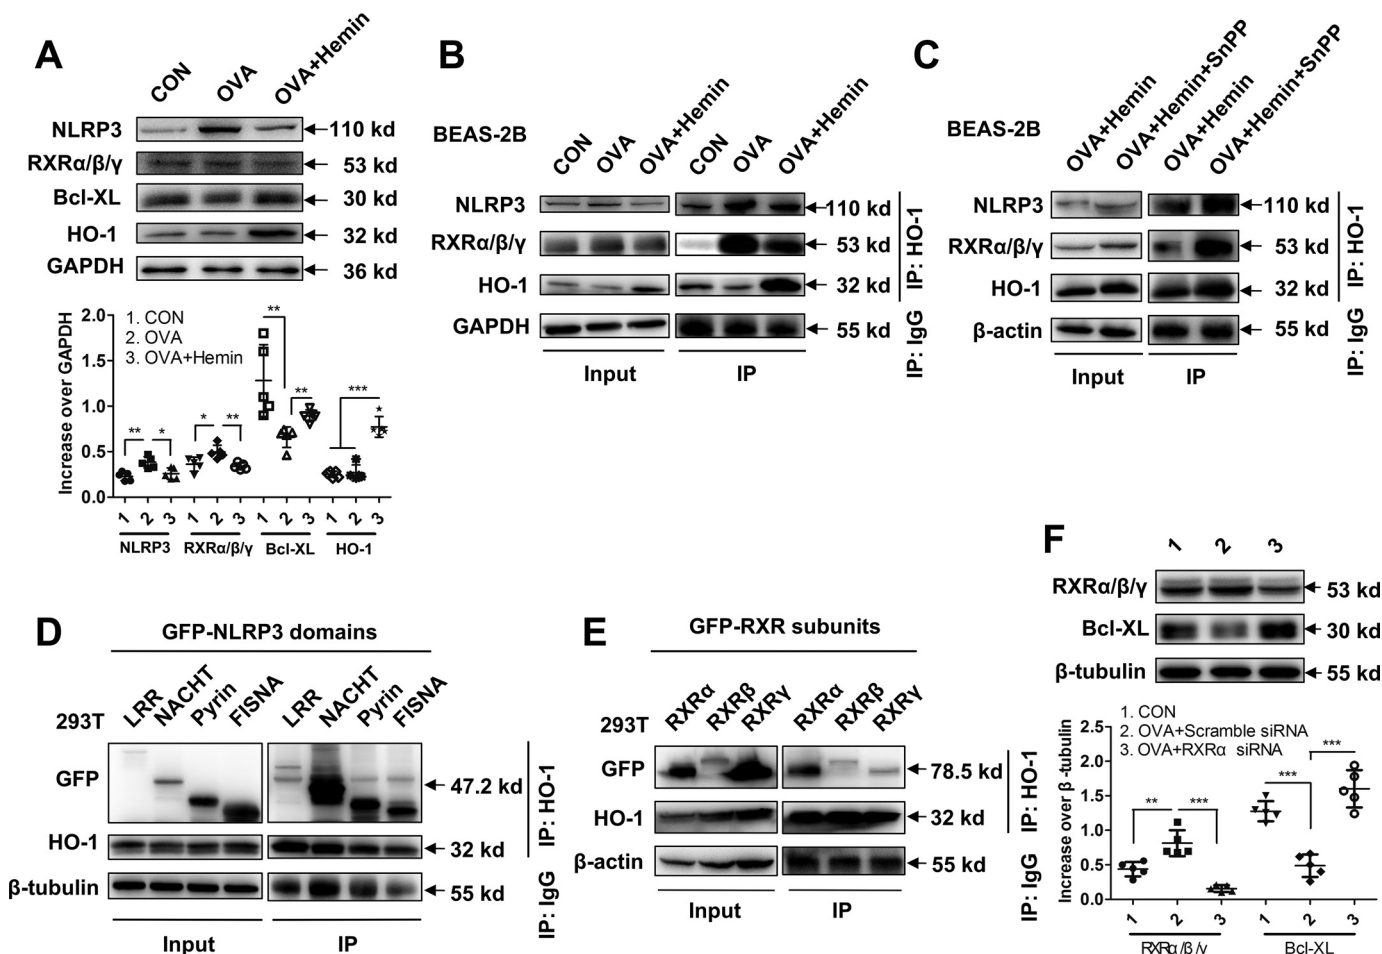 A
CON
OVA
OVA+Hemin
NLRP3
110 kd
RXRα/β/γ
53 kd
Bcl-XL
30 kd
HO-1
32 kd
GAPDH
36 kd
Increase over GAPDH
2.0
1.5
1.0
0.5
0.0
1. CON
2. OVA
3. OVA+Hemin
** * * ** ** ** ***
1 2 3 1 2 3 1 2 3 1 2 3
NLRP3 RXRα/β/γ Bcl-XL HO-1
B
BEAS-2B
CON OVA OVA+Hemin CON OVA OVA+Hemin
NLRP3
110 kd
RXRα/β/γ
53 kd
HO-1
32 kd
GAPDH
55 kd
Input IP
IP: HO-1
IP: IgG
C
BEAS-2B
OVA+Hemin OVA+Hemin+SnPP OVA+Hemin OVA+Hemin+SnPP
NLRP3
110 kd
RXRα/β/γ
53 kd
HO-1
32 kd
β-actin
55 kd
Input IP
IP: HO-1
IP: IgG
D
GFP-NLRP3 domains
293T
LRR NACHT Pyrin FISNA LRR NACHT Pyrin FISNA
GFP
47.2 kd
HO-1
32 kd
β-tubulin
55 kd
Input IP
IP: HO-1
IP: IgG
E
GFP-RXR subunits
293T
RXRα RXRβ RXRγ RXRα RXRβ RXRγ
GFP
78.5 kd
HO-1
32 kd
β-actin
55 kd
Input IP
IP: HO-1
IP: IgG
F
1 2 3
RXRα/β/γ
53 kd
Bcl-XL
30 kd
β-tubulin
55 kd
Increase over β -tubulin
2.5
2.0
1.5
1.0
0.5
0.0
1. CON
2. OVA+Scramble siRNA
3. OVA+RXRα siRNA
** *** *** ***
1 2 3 1 2 3
RXRα/β/γ Bcl-XL